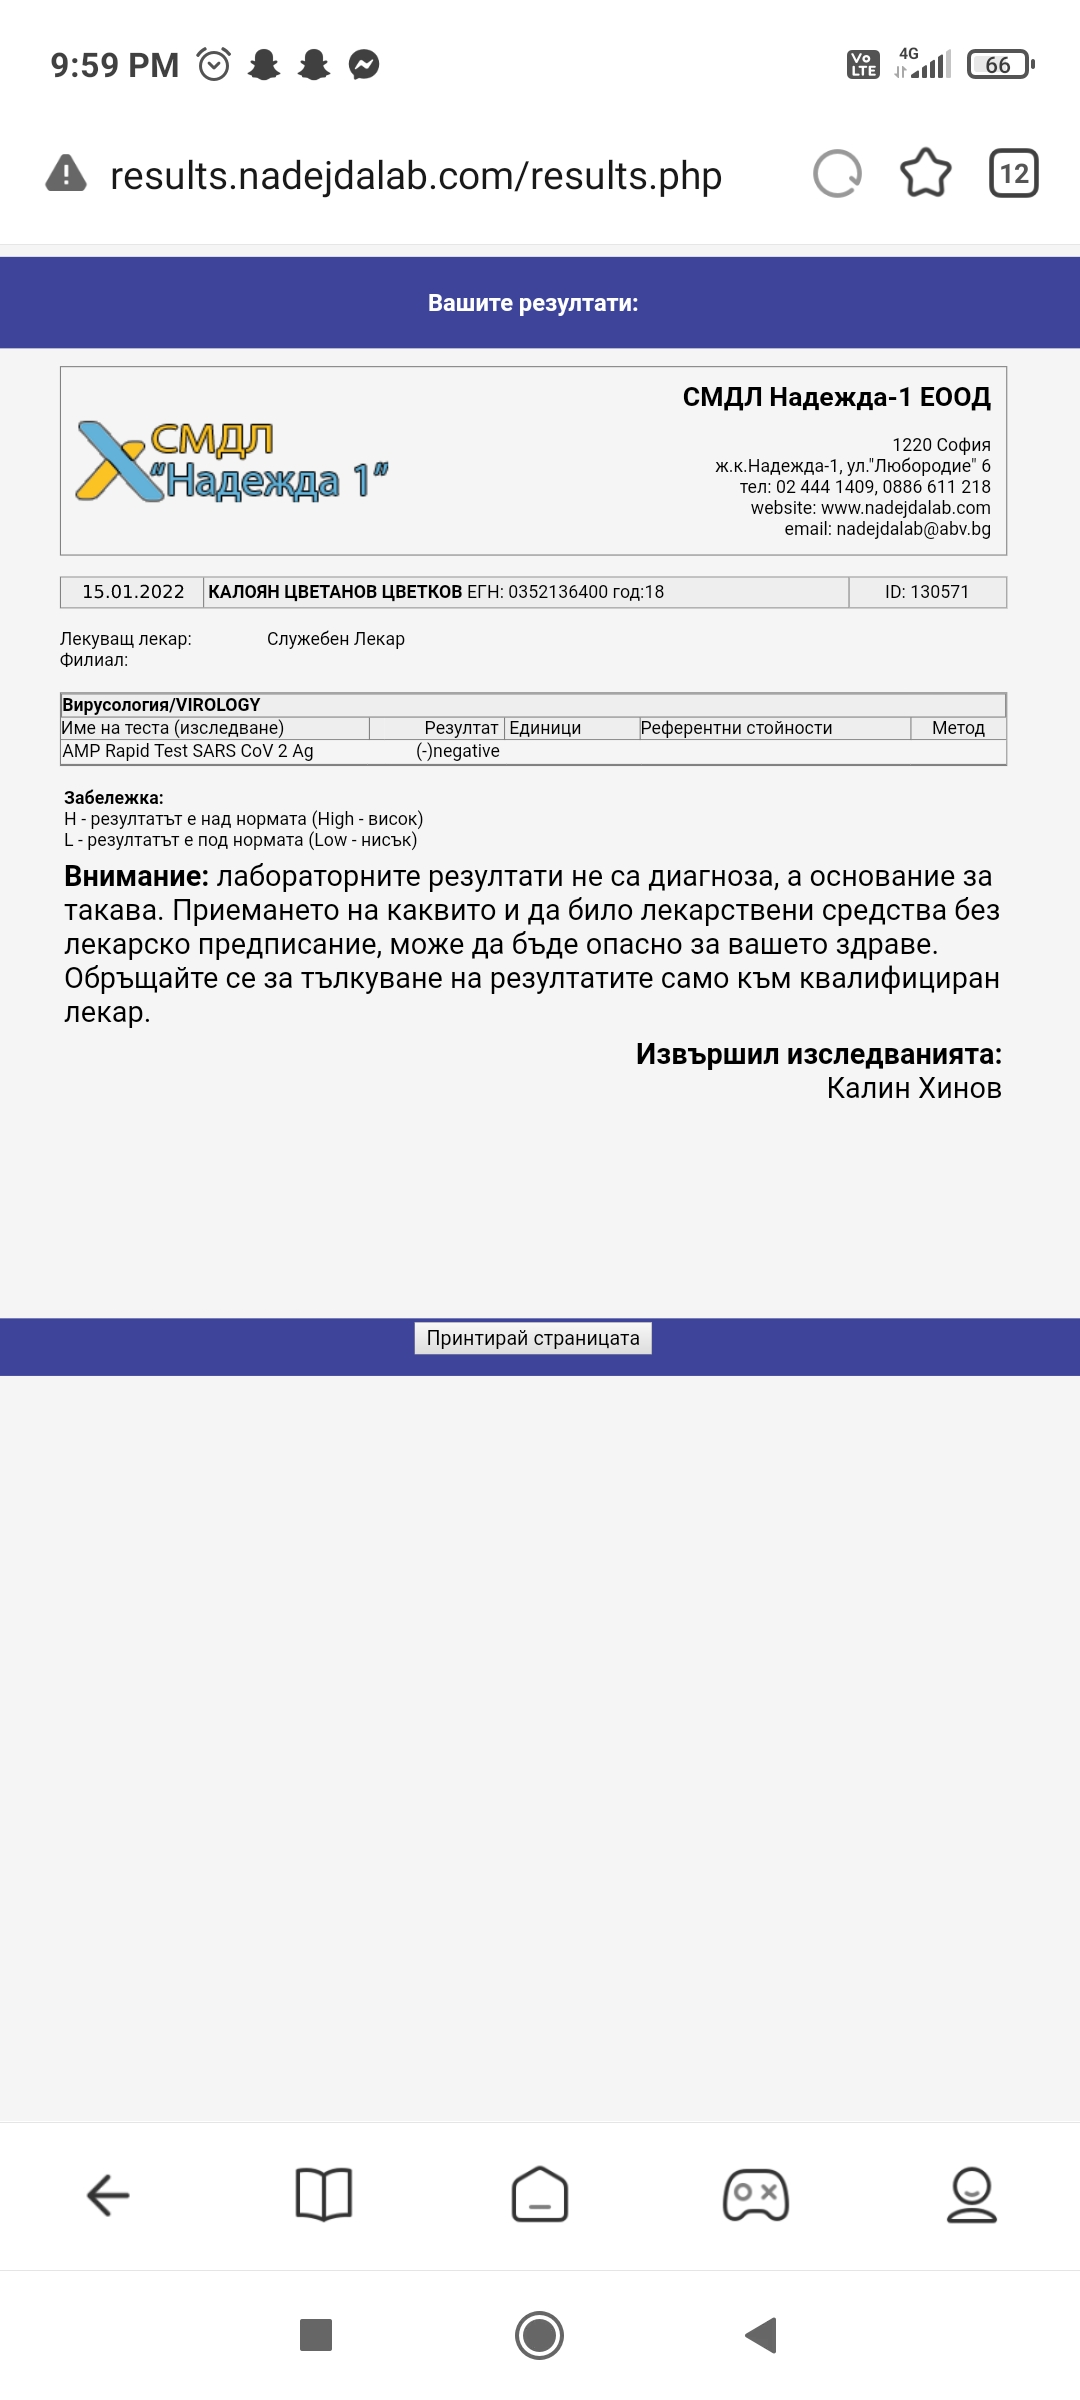 9:59 PM
Vo LTE
4G
66
results.nadejdalab.com/results.php
12
Вашите резултати:
СМДЛ
"Надежда 1"
СМДЛ Надежда-1 ЕООД
1220 София
ж.к.Надежда-1, ул."Любородие" 6
тел: 02 444 1409, 0886 611 218
website: www.nadejdalab.com
email: nadejdalab@abv.bg
15.01.2022 КАЛОЯН ЦВЕТАНОВ ЦВЕТКОВ ЕГН: 0352136400 год:18 ID: 130571
Лекуващ лекар: Служебен Лекар
Филиал:
Вирусология/VIROLOGY
Име на теста (изследване) Резултат Единици Референтни стойности Метод
AMP Rapid Test SARS CoV 2 Ag (-)negative
Забележка:
H - резултатът е над нормата (High - висок)
L - резултатът е под нормата (Low - нисък)
Внимание: лабораторните резултати не са диагноза, а основание за
такава. Приемането на каквито и да било лекарствени средства без
лекарско предписание, може да бъде опасно за вашето здраве.
Обръщайте се за тълкуване на резултатите само към квалифициран
лекар.
Извършил изследванията:
Калин Хинов
Принтирай страницата